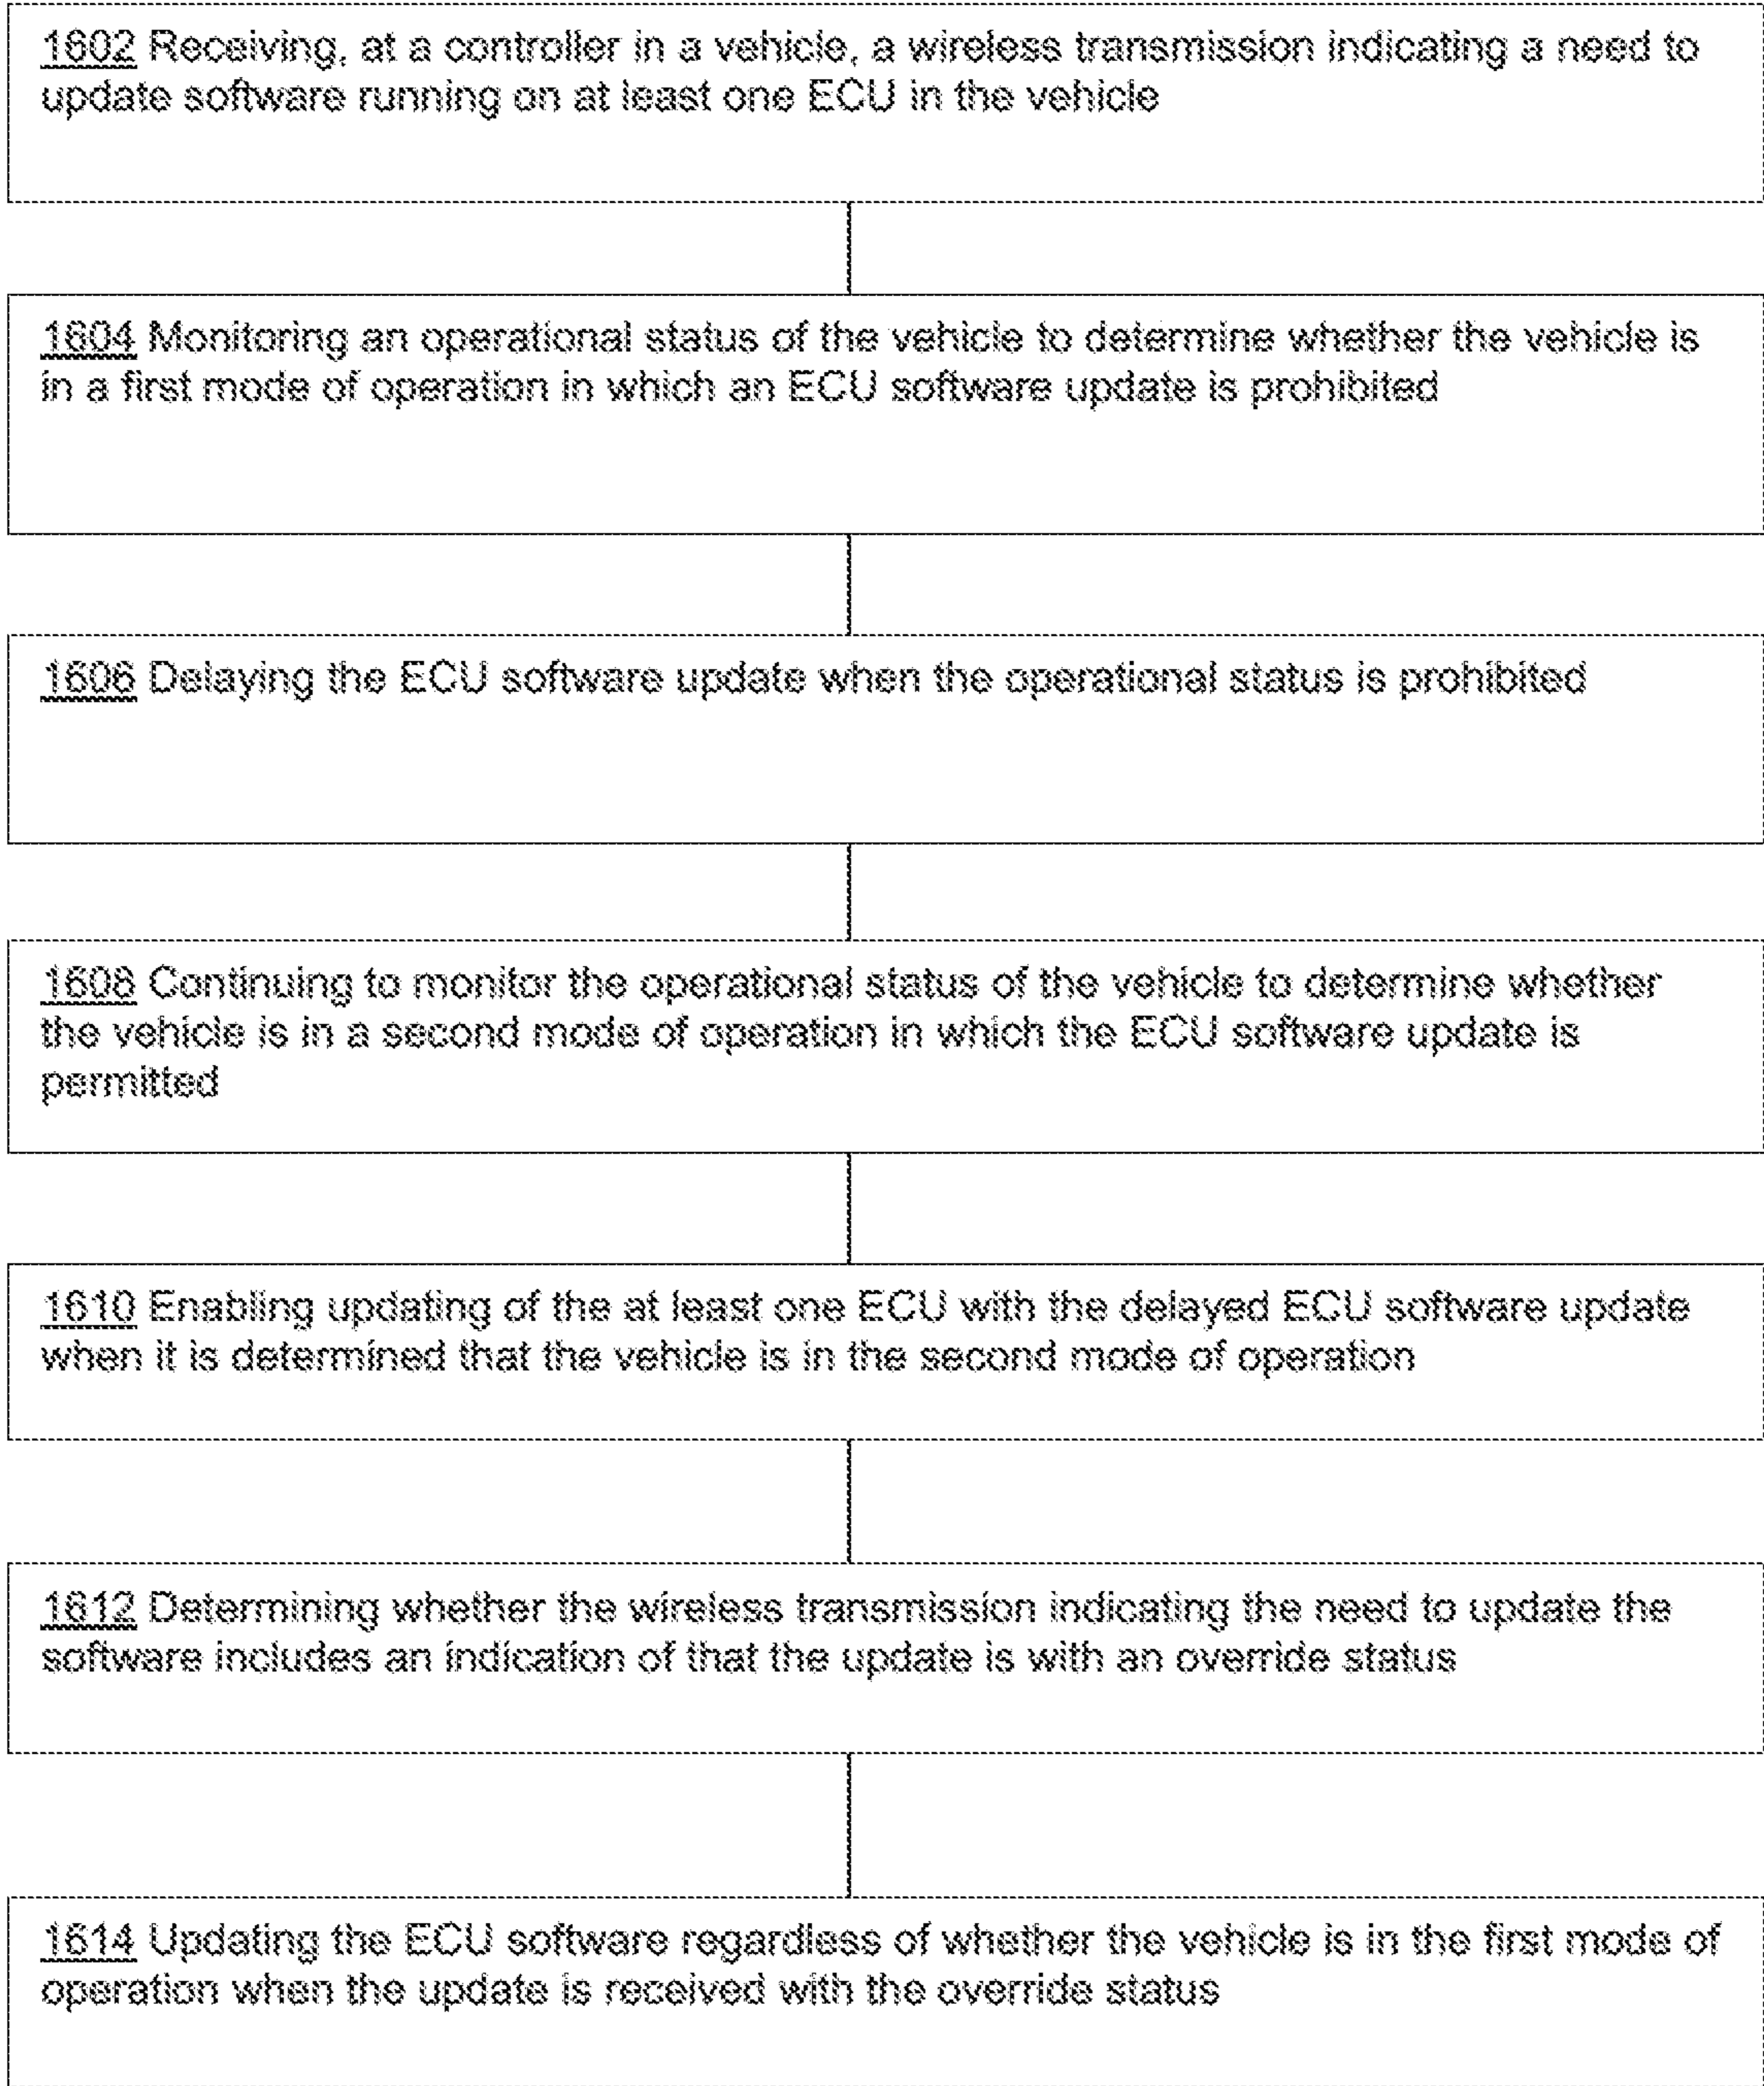 1602 Receiving, at a controller in a vehicle, a wireless transmission indicating a need to
update software running on at least one ECU in the vehicle
1604 Monitoring an operational status of the vehicle to determine whether the vehicle is
in a first mode of operation in which an ECU software update is prohibited
1606 Delaying the ECU software update when the operational status is prohibited
1608 Continuing to monitor the operational status of the vehicle to determine whether
the vehicle is in a second mode of operation in which the ECU software update is
permitted
1610 Enabling updating of the at least one ECU with the delayed ECU software update
when it is determined that the vehicle is in the second mode of operation
1612 Determining whether the wireless transmission indicating the need to update the
software includes an indication of that the update is with an override status
1614 Updating the ECU software regardless of whether the vehicle is in the first mode of
operation when the update is received with the override status